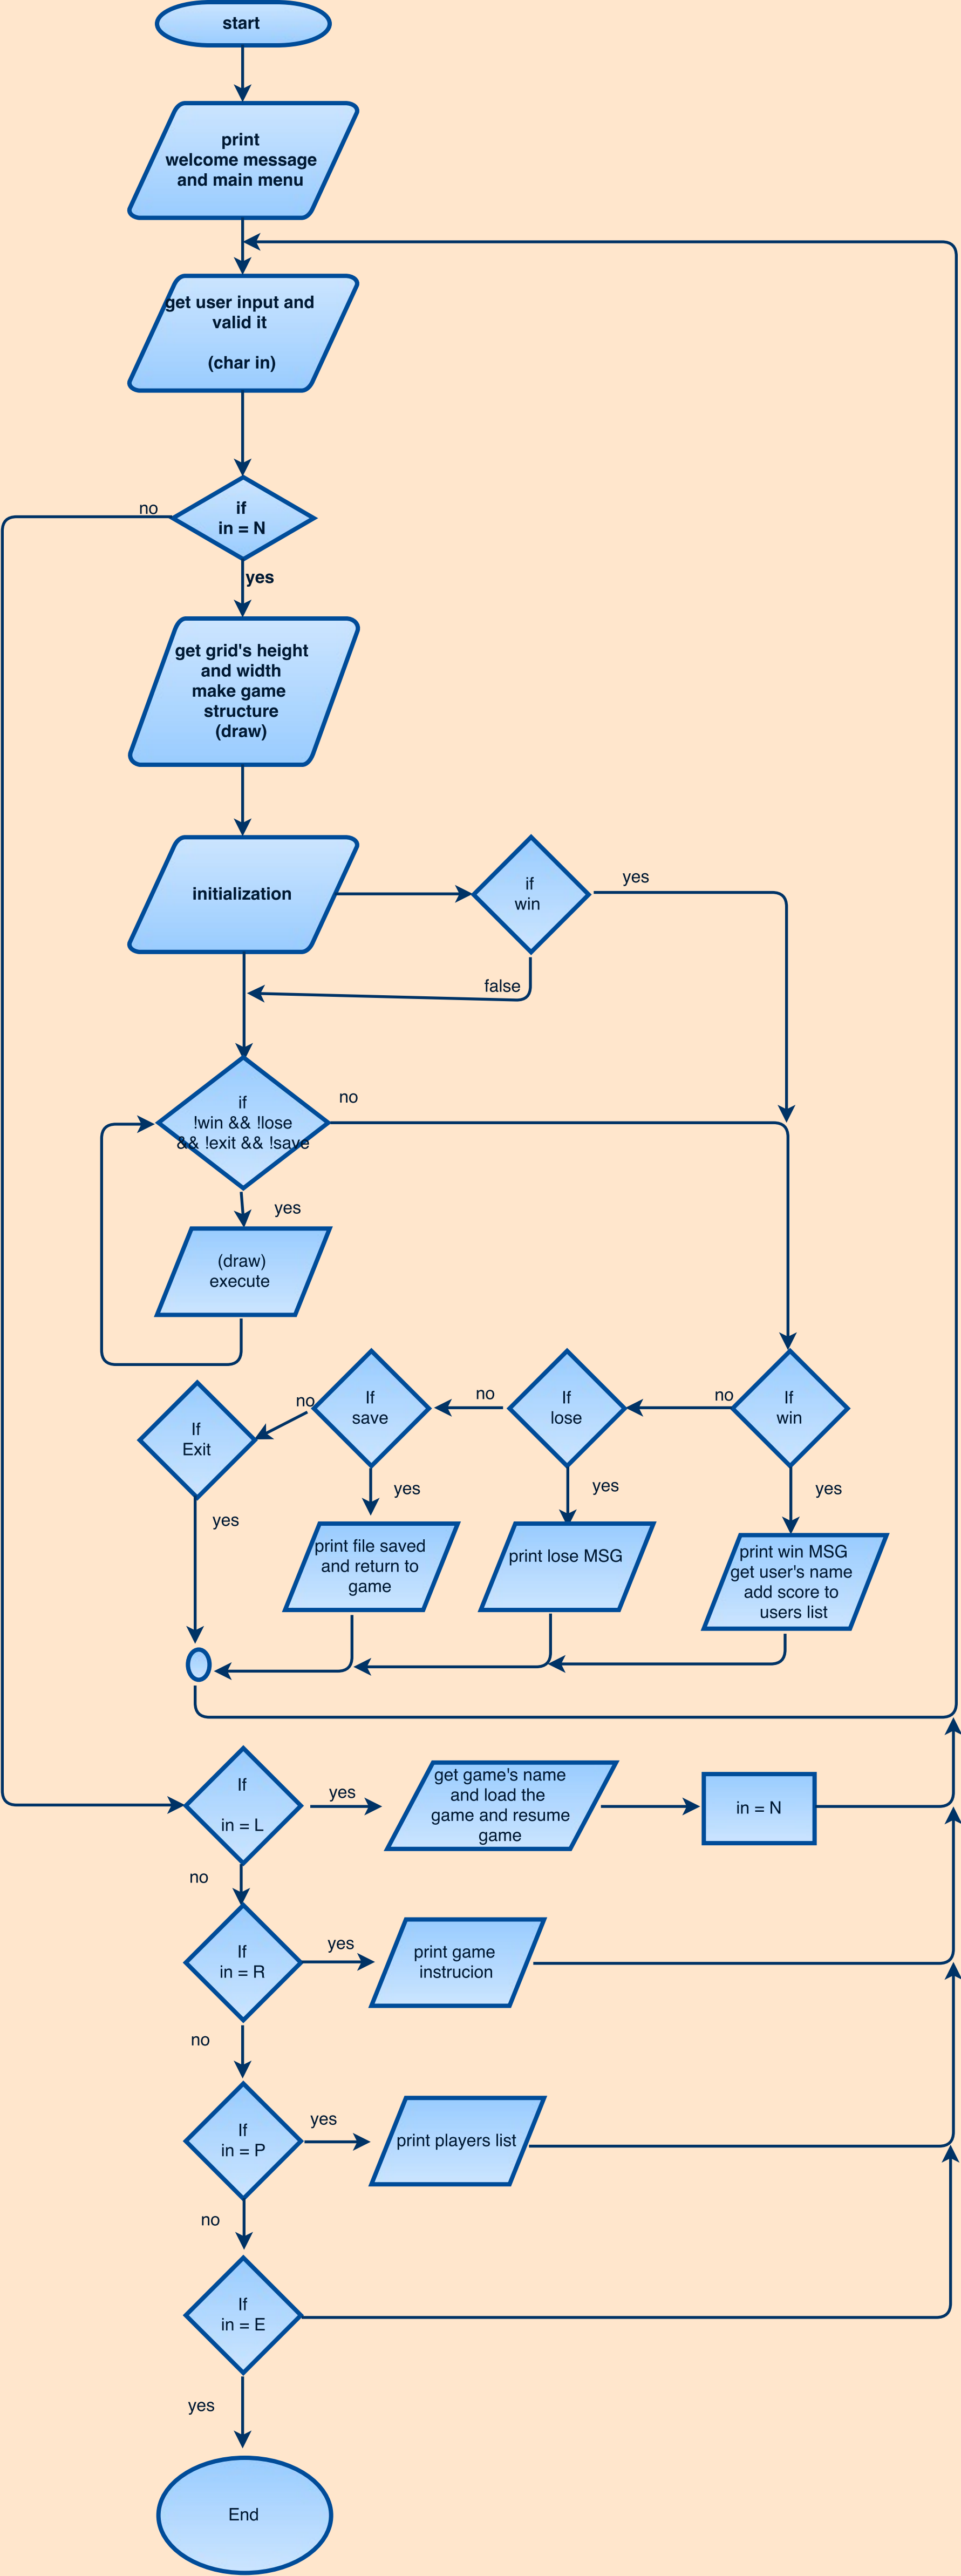 start
print
welcome message
and main menu
get user input and
valid it
(char in)
no
if
in = N
yes
get grid's height
and width
make game
structure
(draw)
initialization
if
win
yes
false
if
!win && !lose
&& !exit && !save
no
yes
(draw)
execute
If
Exit
no
If
save
no
If
lose
no
If
win
yes
yes
yes
yes
print file saved
and return to
game
print lose MSG
print win MSG
get user's name
add score to
users list
If
in = L
yes
get game's name
and load the
game and resume
game
in = N
no
If
in = R
yes
print game
instrucion
no
If
in = P
yes
print players list
no
If
in = E
yes
End